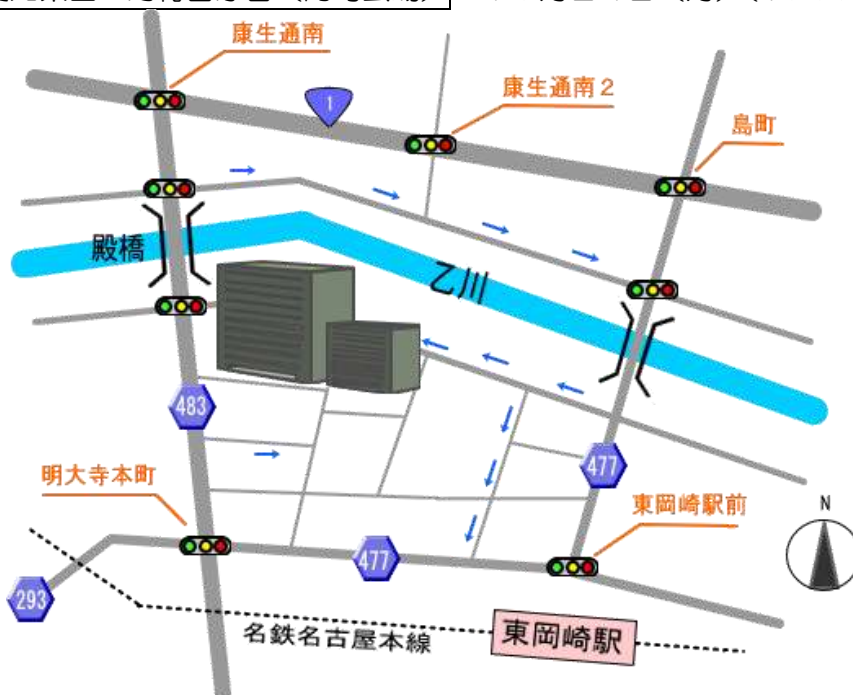 康生通南
1
康生通南2
島町
殿橋
乙川
483
477
明大寺本町
東岡崎駅前
N
477
293
名鉄名古屋本線
東岡崎駅